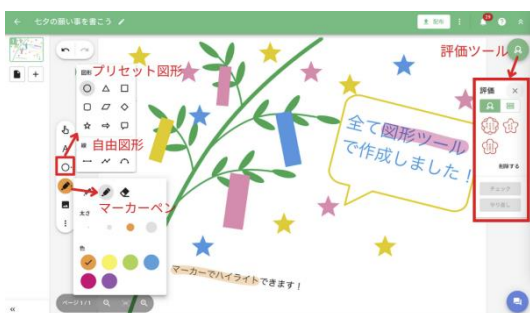 七夕の願い事を書こう
配布
評価ツール
図形
プリセット図形
自由図形
線
マーカーペン
太さ
色
全て図形ツール
で作成しました！
マーカーでハイライトできます！
評価
削除する
チェック
やり直し
ページ 1 / 1